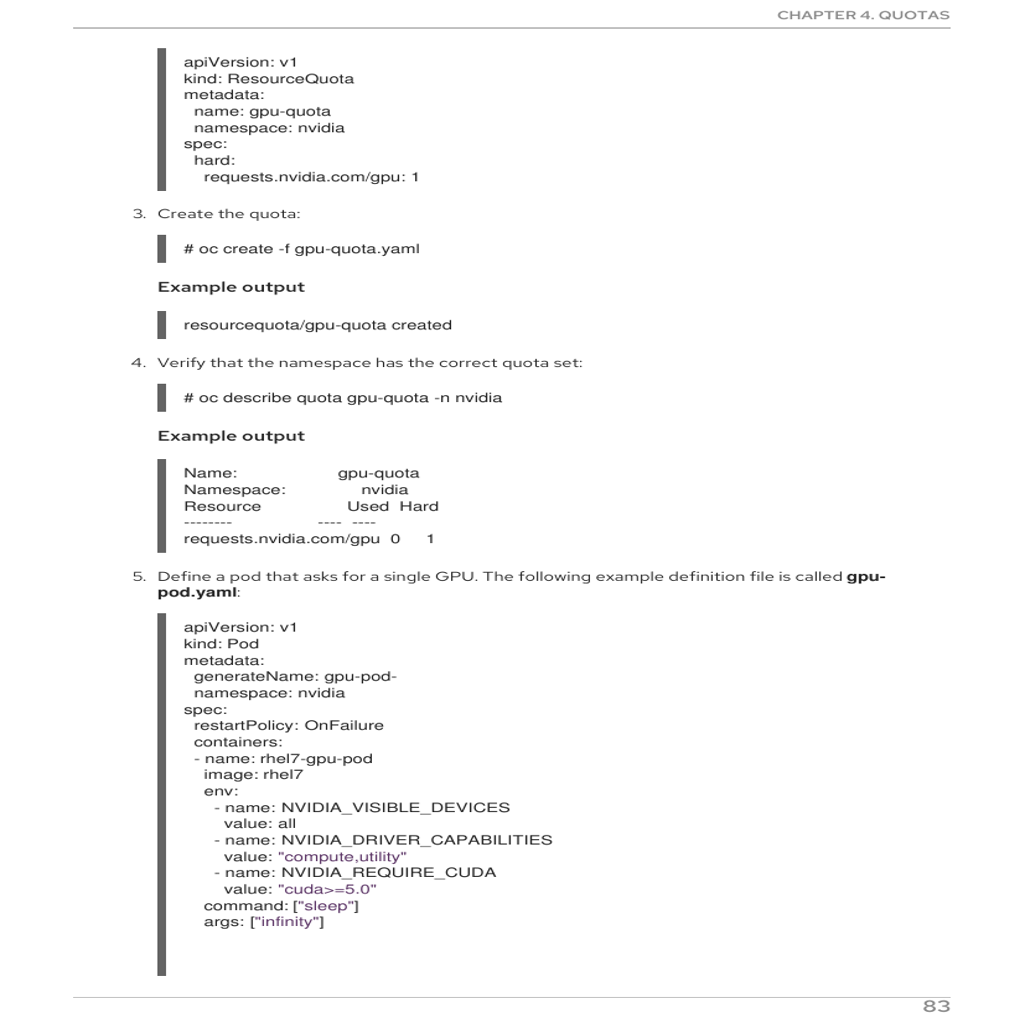 CHAPTER 4. QUOTAS
apiVersion: v1
kind: ResourceQuota
metadata:
  name: gpu-quota
  namespace: nvidia
spec:
  hard:
    requests.nvidia.com/gpu: 1
3. Create the quota:
# oc create -f gpu-quota.yaml
Example output
resourcequota/gpu-quota created
4. Verify that the namespace has the correct quota set:
# oc describe quota gpu-quota -n nvidia
Example output
Name:                    gpu-quota
Namespace:               nvidia
Resource                 Used  Hard
--------                 ----  ----
requests.nvidia.com/gpu  0     1
5. Define a pod that asks for a single GPU. The following example definition file is called gpu-
pod.yaml:
apiVersion: v1
kind: Pod
metadata:
  generateName: gpu-pod-
  namespace: nvidia
spec:
  restartPolicy: OnFailure
  containers:
  - name: rhel7-gpu-pod
    image: rhel7
    env:
      - name: NVIDIA_VISIBLE_DEVICES
        value: all
      - name: NVIDIA_DRIVER_CAPABILITIES
        value: "compute,utility"
      - name: NVIDIA_REQUIRE_CUDA
        value: "cuda>=5.0"
    command: ["sleep"]
    args: ["infinity"]
83